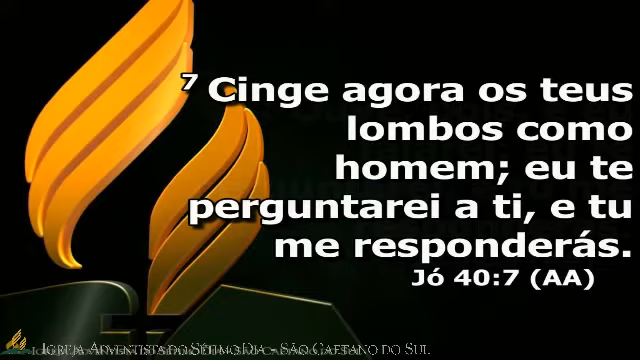 7 Cinge agora os teus
lombos como
homem; eu te
perguntarei a ti, e tu
me responderás.
Jó 40:7 (AA)
Igreja Adventista do Sétimo Dia - São Caetano do Sul